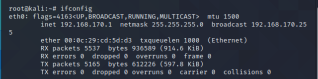 root@kali:~# ifconfig
eth0: flags=4163<UP,BROADCAST,RUNNING,MULTICAST>  mtu 1500
inet 192.168.170.1  netmask 255.255.255.0  broadcast 192.168.170.25
5
ether 00:0c:29:cd:5d:d3  txqueuelen 1000  (Ethernet)
RX packets 5537  bytes 936589 (914.6 KiB)
RX errors 0  dropped 0  overruns 0  frame 0
TX packets 5165  bytes 612226 (597.8 KiB)
TX errors 0  dropped 0 overruns 0  carrier 0  collisions 0